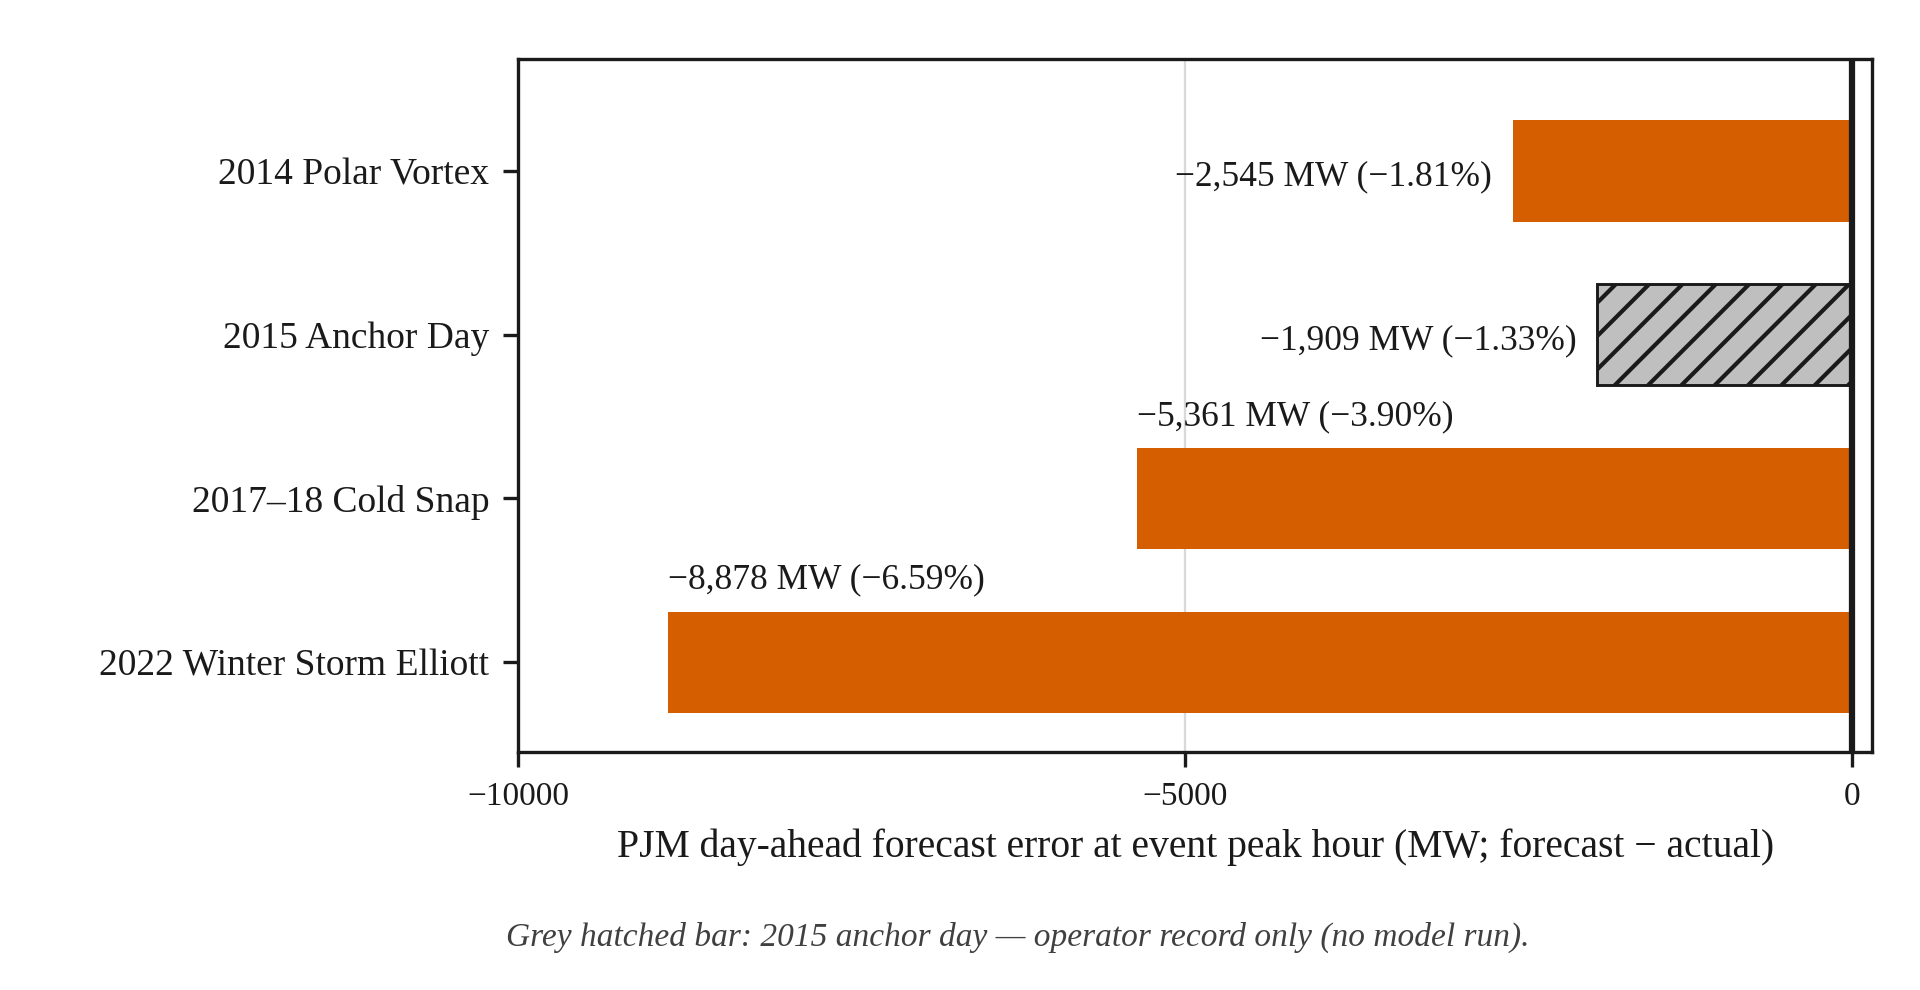 2014 Polar Vortex
−2,545 MW (−1.81%)
2015 Anchor Day
−1,909 MW (−1.33%)
−5,361 MW (−3.90%)
2017–18 Cold Snap
−8,878 MW (−6.59%)
2022 Winter Storm Elliott
−10000
−5000
0
PJM day-ahead forecast error at event peak hour (MW; forecast − actual)
Grey hatched bar: 2015 anchor day — operator record only (no model run).